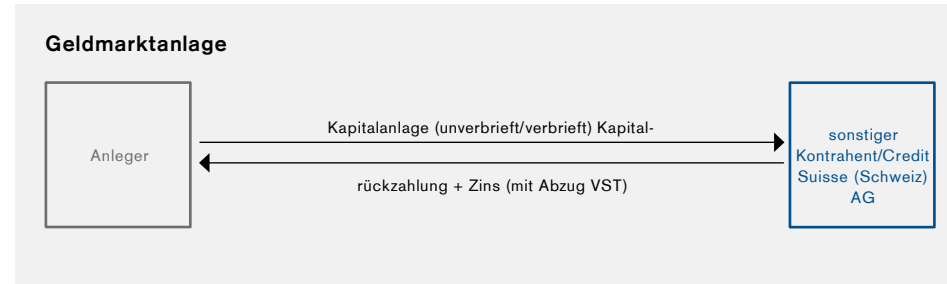 Geldmarktanlage
Anleger
Kapitalanlage (unverbrieft/verbrieft) Kapital-
rückzahlung + Zins (mit Abzug VST)
sonstiger
Kontrahent/Credit
Suisse (Schweiz)
AG